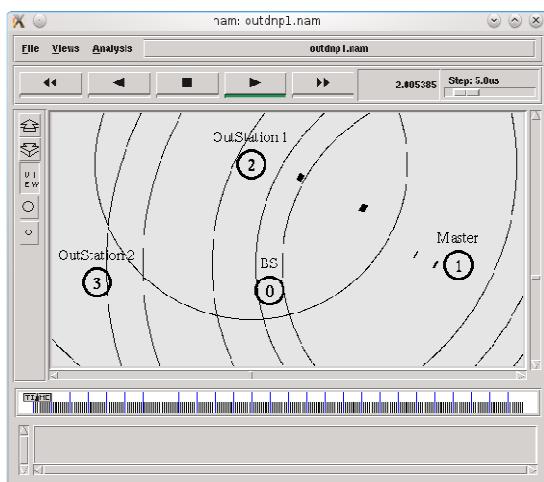 nam: outdnp1.nam
File Views Analysis outdnp1.nam
2.005385 Step: 5.0us
V I
E W
OutStation 1
2
Master
1
OutStation 2
3
BS
0
TIME